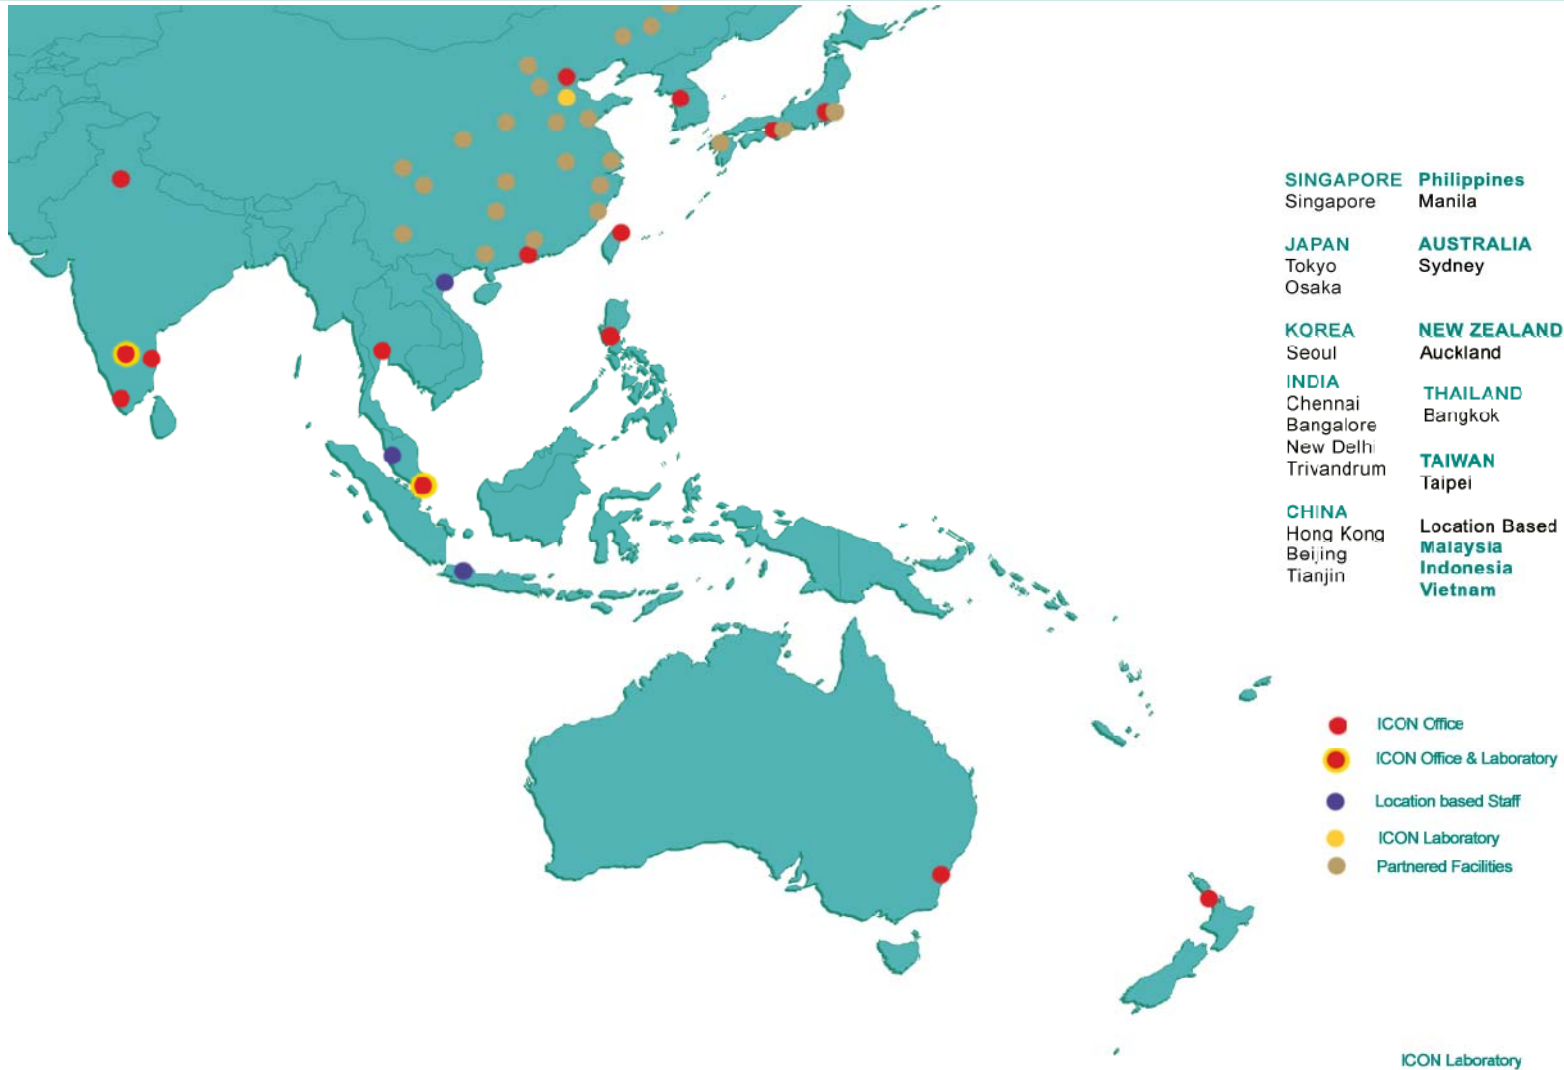 SINGAPORE
Singapore
JAPAN
Tokyo
Osaka
KOREA
Seoul
INDIA
Chennai
Bangalore
New Delhi
Trivandrum
CHINA
Hong Kong
Beijing
Tianjin
Philippines
Manila
AUSTRALIA
Sydney
NEW ZEALAND
Auckland
THAILAND
Bangkok
TAIWAN
Taipei
Location Based
Malaysia
Indonesia
Vietnam
ICON Office
ICON Office & Laboratory
Location based Staff
ICON Laboratory
Partnered Facilities
ICON Laboratory